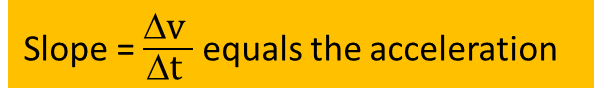 Slope = Δv/Δt equals the acceleration